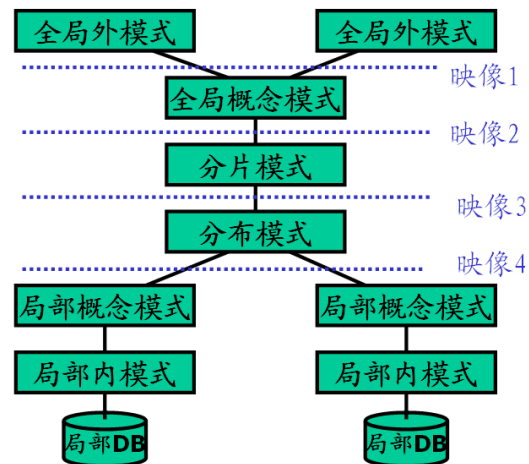 全局外模式
全局外模式
映像1
全局概念模式
映像2
分片模式
映像3
分布模式
映像4
局部概念模式
局部概念模式
局部内模式
局部内模式
局部DB
局部DB